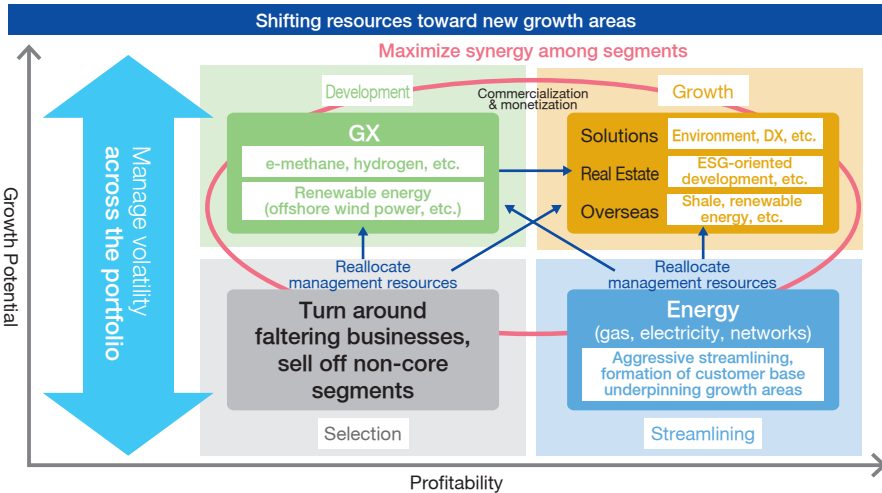 Shifting resources toward new growth areas
Maximize synergy among segments
Growth Potential
Manage volatility
across the portfolio
Development
Commercialization
& monetization
Growth
GX
e-methane, hydrogen, etc.
Renewable energy
(offshore wind power, etc.)
Solutions
Environment, DX, etc.
Real Estate
ESG-oriented
development, etc.
Overseas
Shale, renewable
energy, etc.
Reallocate
management resources
Reallocate
management resources
Turn around
faltering businesses,
sell off non-core
segments
Energy
(gas, electricity, networks)
Aggressive streamlining,
formation of customer base
underpinning growth areas
Selection
Streamlining
Profitability